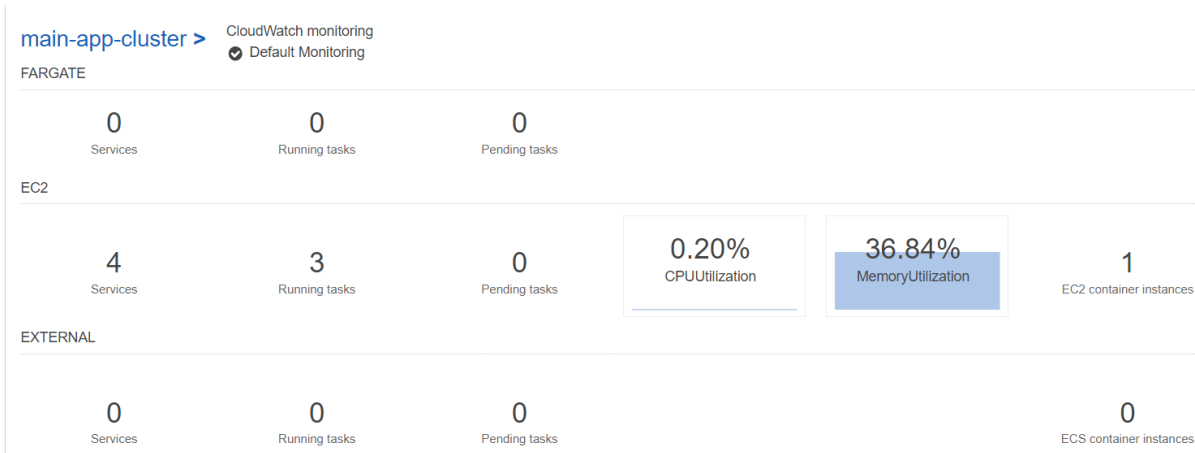 main-app-cluster >
CloudWatch monitoring
Default Monitoring
FARGATE
0 0 0
Services Running tasks Pending tasks
EC2
4 3 0 0.20% 36.84% 1
Services Running tasks Pending tasks CPUUtilization MemoryUtilization EC2 container instances
EXTERNAL
0 0 0 0
Services Running tasks Pending tasks ECS container instances